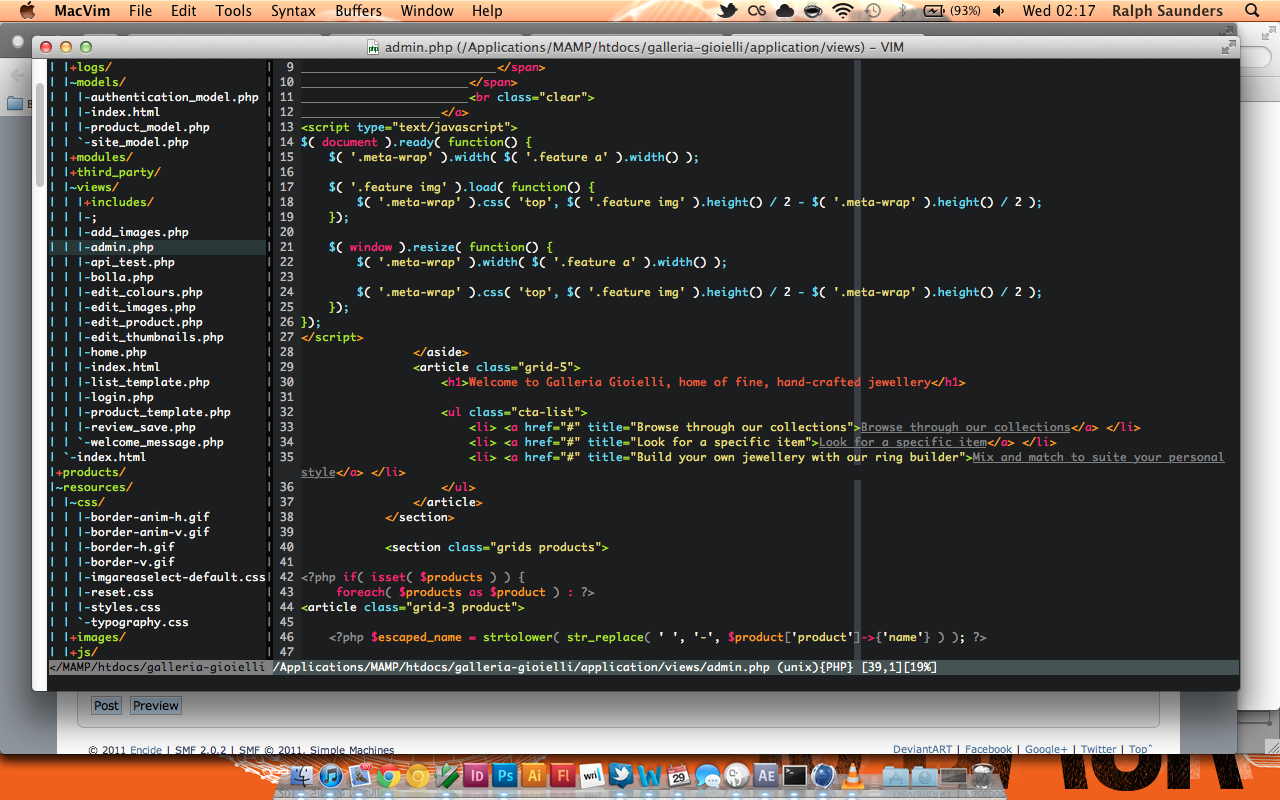 MacVim File Edit Tools Syntax Buffers Window Help OS (93%) Wed 02:17 Ralph Saunders
admin.php (/Applications/MAMP/htdocs/galleria-gioielli/application/views) – VIM
| |+logs/
| |~models/
| | |-authentication_model.php
| | |-index.html
| | |-product_model.php
| | `-site_model.php
| |+modules/
| |+third_party/
| |~views/
| | |+includes/
| | |-;
| | |-add_images.php
| | |-admin.php
| | |-api_test.php
| | |-bolla.php
| | |-edit_colours.php
| | |-edit_images.php
| | |-edit_product.php
| | |-edit_thumbnails.php
| | |-home.php
| | |-index.html
| | |-list_template.php
| | |-login.php
| | |-product_template.php
| | |-review_save.php
| | `-welcome_message.php
| `-index.html
|+products/
|~resources/
| |~css/
| | |-border-anim-h.gif
| | |-border-anim-v.gif
| | |-border-h.gif
| | |-border-v.gif
| | |-imgareaselect-default.css
| | |-reset.css
| | |-styles.css
| | `-typography.css
| |+images/
| |+js/
9 </span>
10 </span>
11 <br class="clear">
12 </a>
13 <script type="text/javascript">
14 $( document ).ready( function() {
15 $( '.meta-wrap' ).width( $( '.feature a' ).width() );
16
17 $( '.feature img' ).load( function() {
18 $( '.meta-wrap' ).css( 'top', $( '.feature img' ).height() / 2 - $( '.meta-wrap' ).height() / 2 );
19 });
20
21 $( window ).resize( function() {
22 $( '.meta-wrap' ).width( $( '.feature a' ).width() );
23
24 $( '.meta-wrap' ).css( 'top', $( '.feature img' ).height() / 2 - $( '.meta-wrap' ).height() / 2 );
25 });
26 });
27 </script>
28 </aside>
29 <article class="grid-5">
30 <h1>Welcome to Galleria Gioielli, home of fine, hand-crafted jewellery</h1>
31
32 <ul class="cta-list">
33 <li> <a href="#" title="Browse through our collections">Browse through our collections</a> </li>
34 <li> <a href="#" title="Look for a specific item">Look for a specific item</a> </li>
35 <li> <a href="#" title="Build your own jewellery with our ring builder">Mix and match to suite your personal
style</a> </li>
36 </ul>
37 </article>
38 </section>
39
40 <section class="grids products">
41
42 <?php if( isset( $products ) ) {
43 foreach( $products as $product ) : ?>
44 <article class="grid-3 product">
45
46 <?php $escaped_name = strtolower( str_replace( ' ', '-', $product['product']->{'name'} ) ); ?>
47
</MAMP/htdocs/galleria-gioielli /Applications/MAMP/htdocs/galleria-gioielli/application/views/admin.php (unix){PHP} [39,1][19%]
Post Preview
© 2011 Encide | SMF 2.0.2 | SMF © 2011, Simple Machines
DeviantART | Facebook | Google+ | Twitter | Topˆ
Id Ps Ai Fl wri W 29 AE